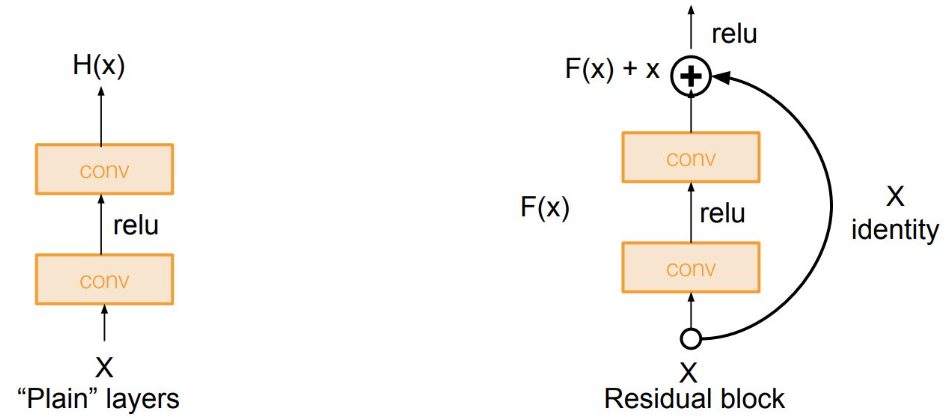 H(x)
conv
relu
conv
X
“Plain” layers
relu
F(x) + x
conv
F(x)
relu
X
identity
conv
X
Residual block